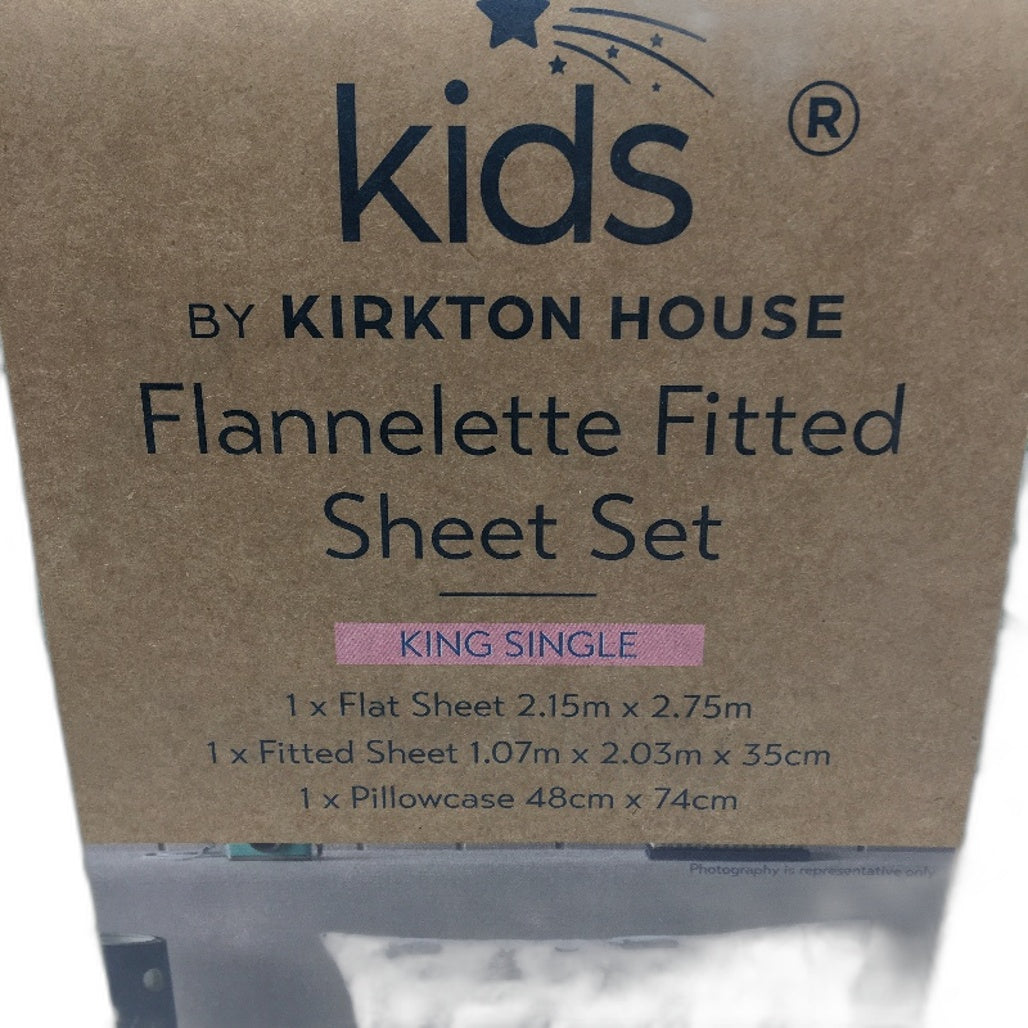 kids ®
BY KIRKTON HOUSE
Flannelette Fitted
Sheet Set
KING SINGLE
1 x Flat Sheet 2.15m x 2.75m
1 x Fitted Sheet 1.07m x 2.03m x 35cm
1 x Pillowcase 48cm x 74cm
Photography is representative only